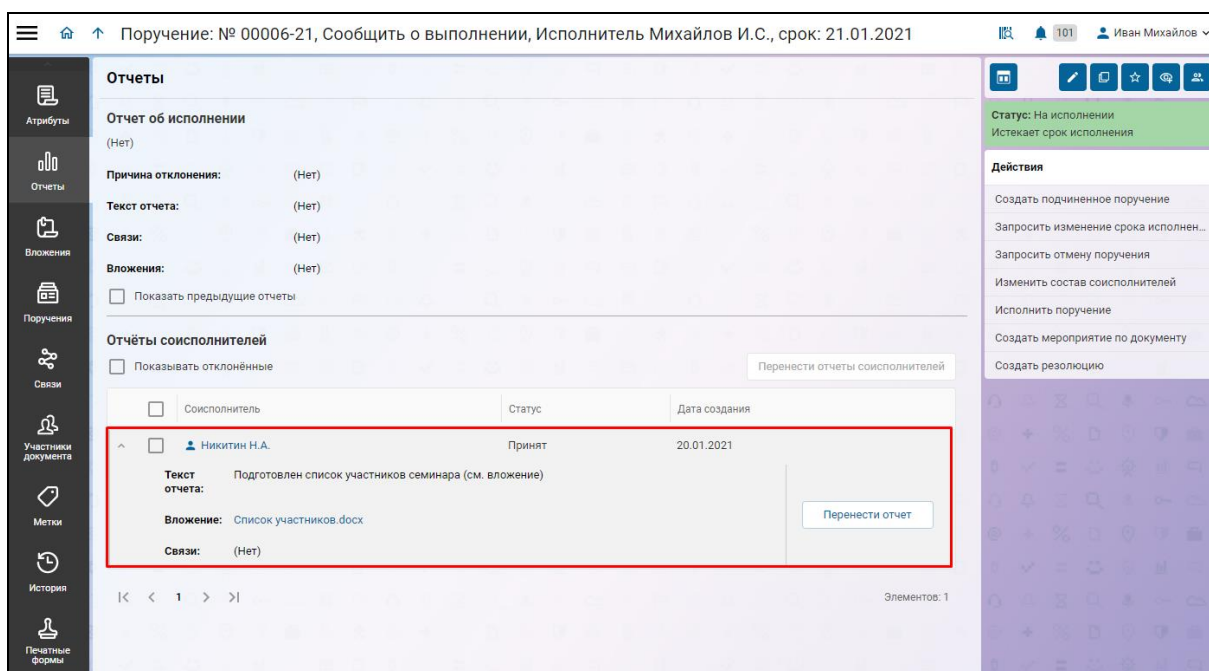 Поручение: № 00006-21, Сообщить о выполнении, Исполнитель Михайлов И.С., срок: 21.01.2021
101
Иван Михайлов
Атрибуты
Отчеты
Вложения
Поручения
Связи
Участники
документа
Метки
История
Печатные
формы
Отчеты
Отчет об исполнении
(Нет)
Причина отклонения: (Нет)
Текст отчета: (Нет)
Связи: (Нет)
Вложения: (Нет)
Показать предыдущие отчеты
Отчёты соисполнителей
Показывать отклонённые
Перенести отчеты соисполнителей
Соисполнитель Статус Дата создания
Никитин Н.А. Принят 20.01.2021
Текст
отчета: Подготовлен список участников семинара (см. вложение)
Вложение: Список участников.docx
Перенести отчет
Связи: (Нет)
1
Элементов: 1
Статус: На исполнении
Истекает срок исполнения
Действия
Создать подчиненное поручение
Запросить изменение срока исполнен...
Запросить отмену поручения
Изменить состав соисполнителей
Исполнить поручение
Создать мероприятие по документу
Создать резолюцию